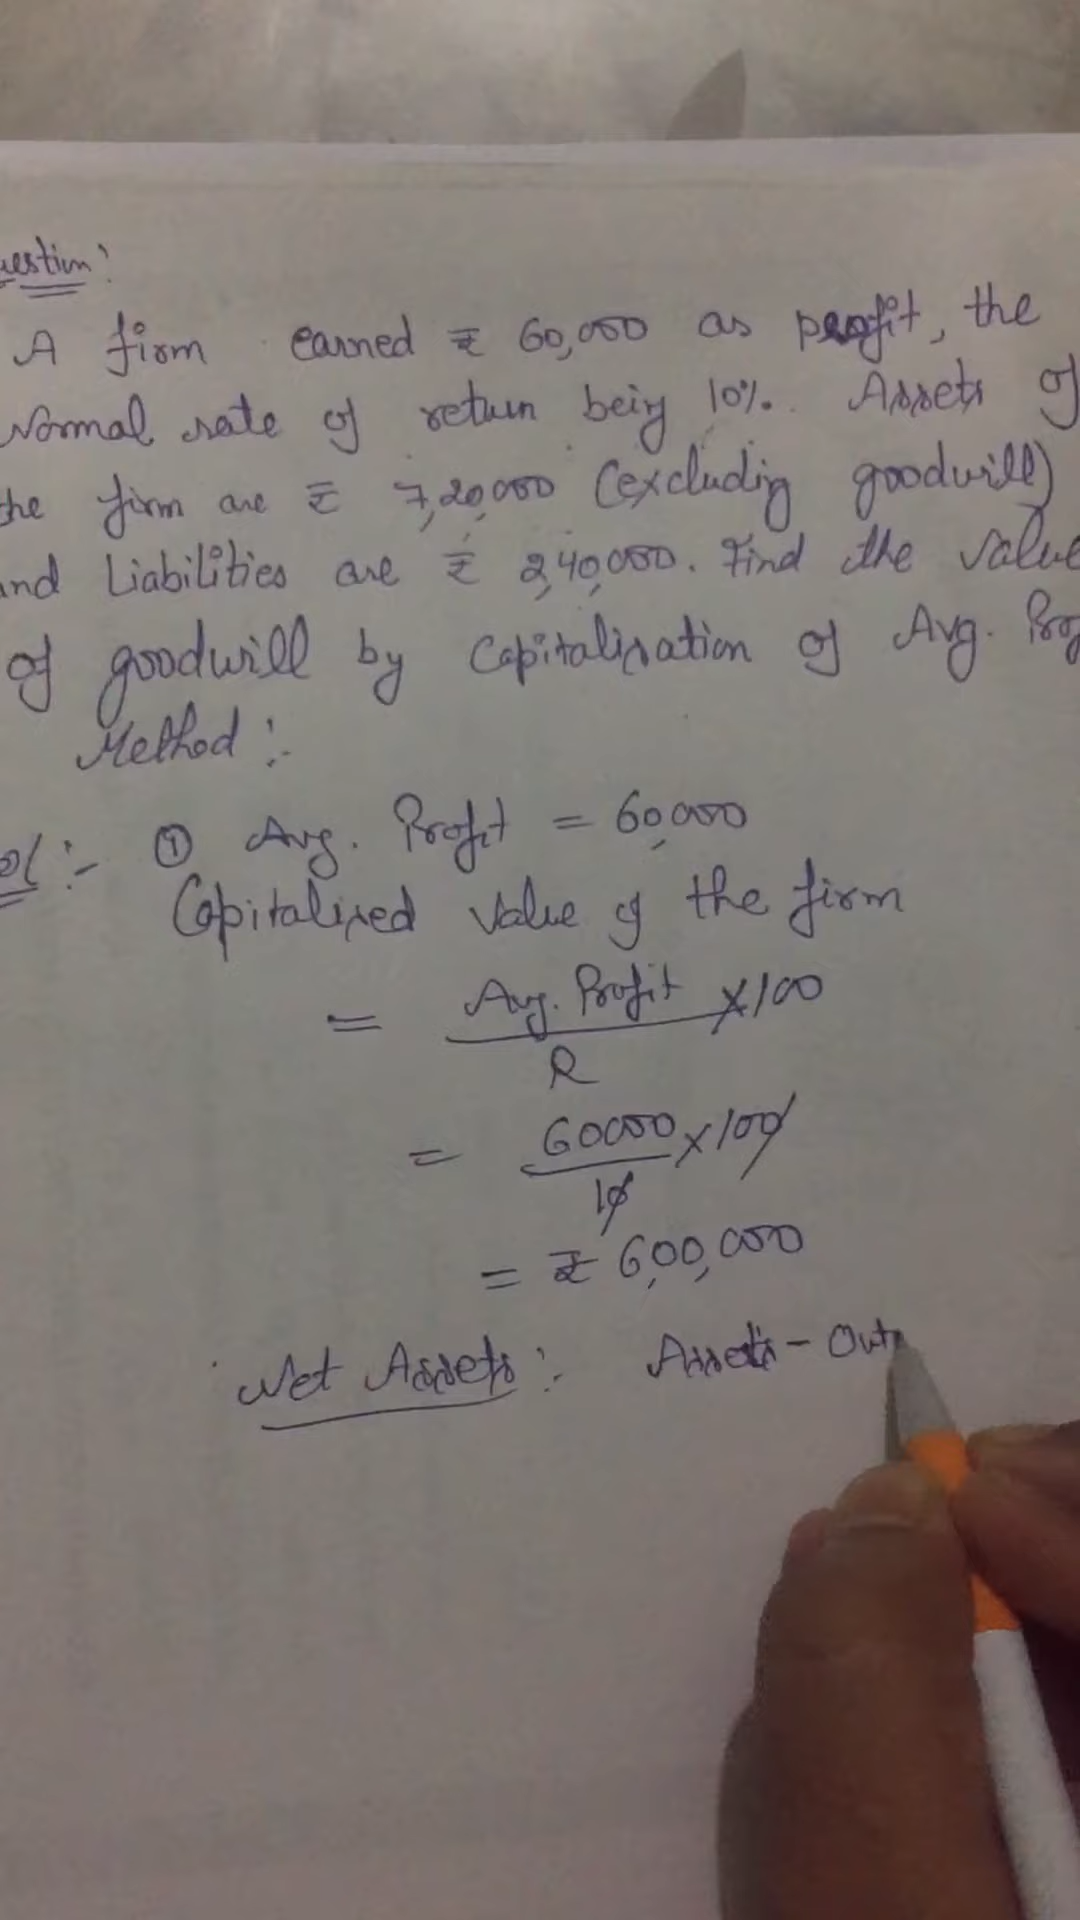 uestion:
A firm earned ₹ 60,000 as profit, the
Normal rate of return being 10%. Assets of
the firm are ₹ 7,20,000 (excluding goodwill)
and Liabilities are ₹ 2,40,000. Find the value
of goodwill by Capitalisation of Avg. Prof
Method :-
Sol :- ① Avg. Profit = 60,000
Capitalised Value of the firm
= Avg. Profit × 100
R
= 60000 × 100
10
= ₹ 6,00,000
Net Assets :- Assets - Out